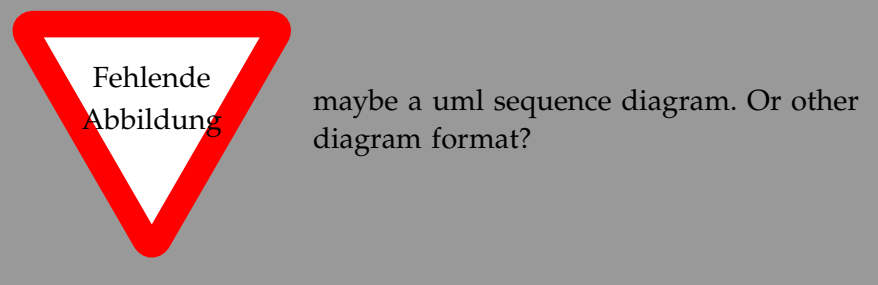 Fehlende
Abbildung
maybe a uml sequence diagram. Or other
diagram format?